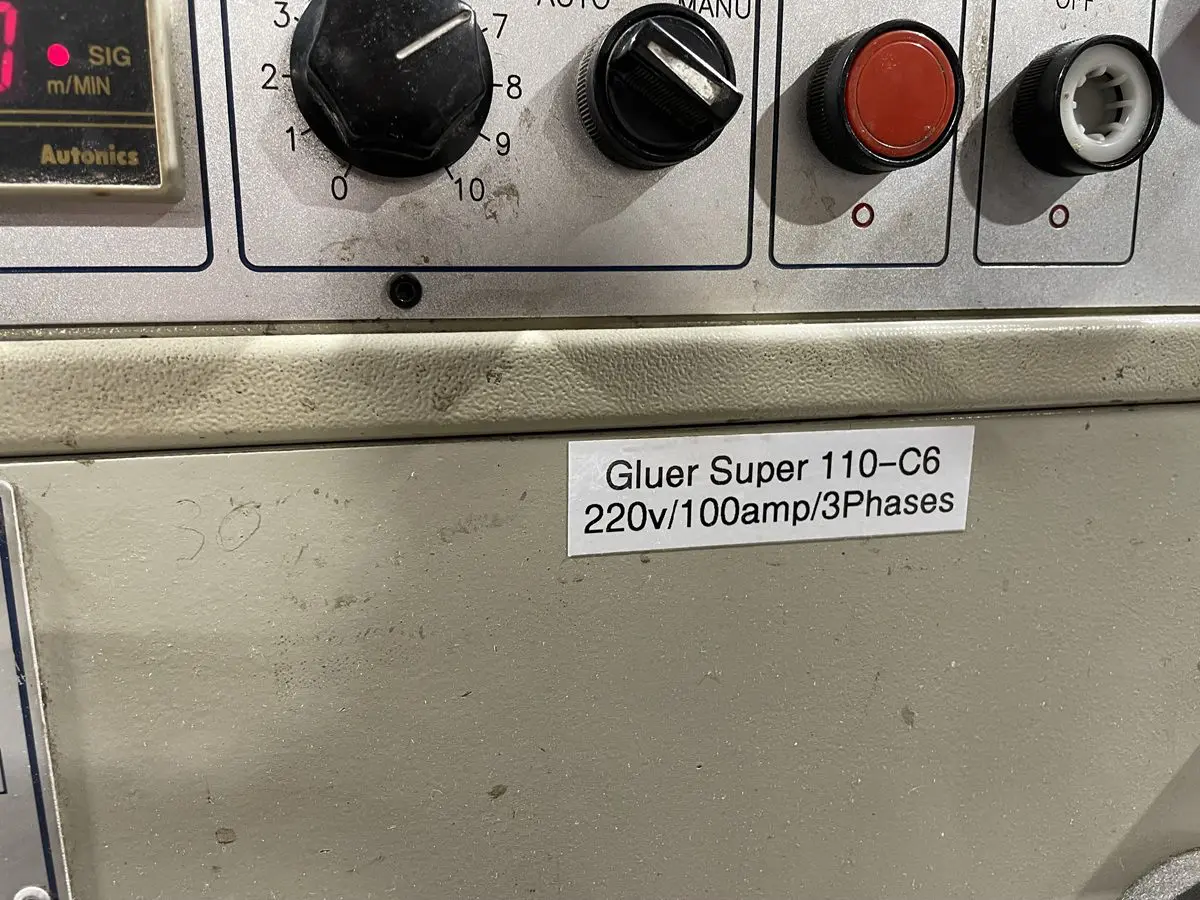 AUTO MANU
OFF
3 7
SIG
2 8
m/MIN
1 9
Autonics
0 10
Gluer Super 110-C6
220v/100amp/3Phases
30